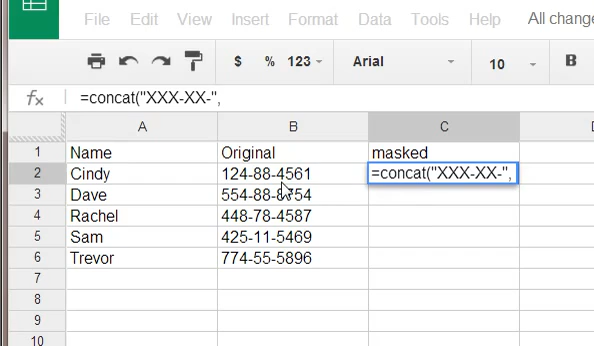 File Edit View Insert Format Data Tools Help All change
$ % 123 Arial 10 B
fx =concat("XXX-XX-",
A B C
1 Name Original masked
2 Cindy 124-88-4561 =concat("XXX-XX-",
3 Dave 554-88-8754
4 Rachel 448-78-4587
5 Sam 425-11-5469
6 Trevor 774-55-5896
7
8
9
10